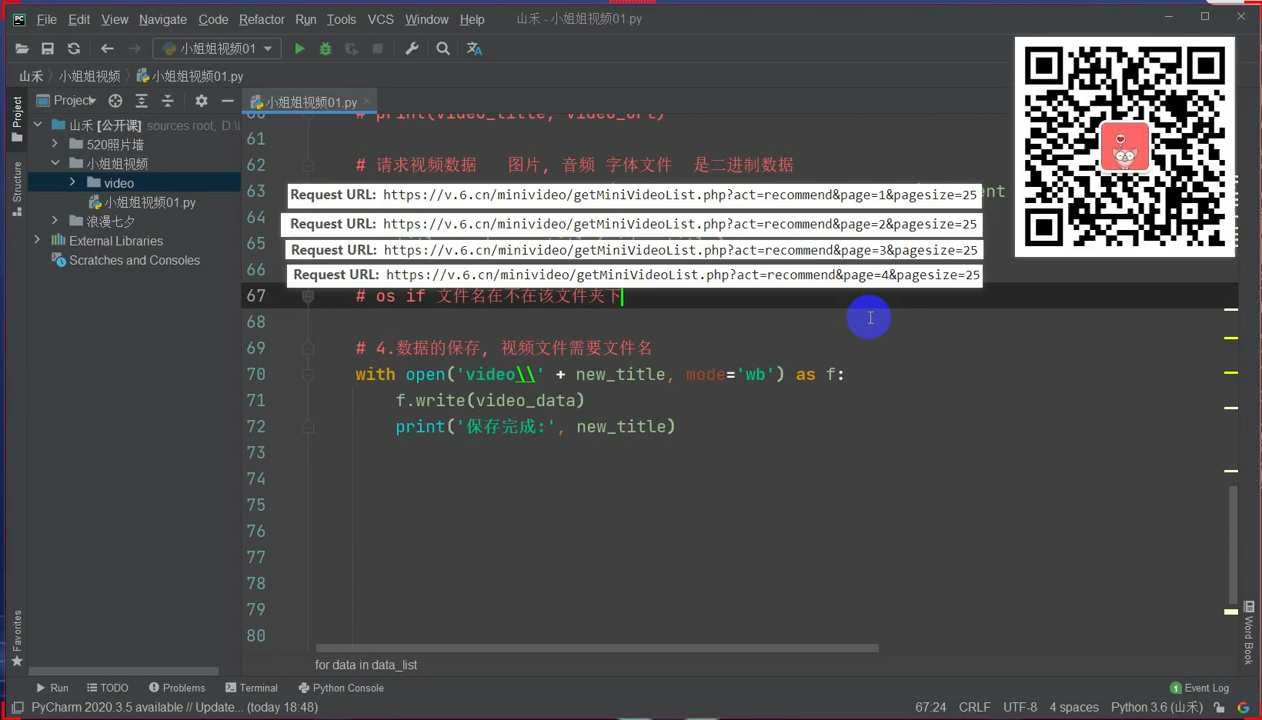 File Edit View Navigate Code Refactor Run Tools VCS Window Help 山禾 - 小姐姐视频01.py
小姐姐视频01
山禾 小姐姐视频 小姐姐视频01.py
Project
小姐姐视频01.py
山禾 [公开课] sources root, D:\
520照片墙
小姐姐视频
video
小姐姐视频01.py
浪漫七夕
External Libraries
Scratches and Consoles
Project
Structure
Favorites
60 # print(video_title, video_url)
61
62 # 请求视频数据 图片, 音频 字体文件 是二进制数据
63
Request URL: https://v.6.cn/minivideo/getMiniVideoList.php?act=recommend&page=1&pagesize=25
64
Request URL: https://v.6.cn/minivideo/getMiniVideoList.php?act=recommend&page=2&pagesize=25
65
Request URL: https://v.6.cn/minivideo/getMiniVideoList.php?act=recommend&page=3&pagesize=25
66
Request URL: https://v.6.cn/minivideo/getMiniVideoList.php?act=recommend&page=4&pagesize=25
67 # os if 文件名在不在该文件夹下
68
69 # 4.数据的保存, 视频文件需要文件名
70 with open('video\\' + new_title, mode='wb') as f:
71 f.write(video_data)
72 print('保存完成:', new_title)
73
74
75
76
77
78
79
80
for data in data_list
Word Book
Run TODO Problems Terminal Python Console 1 Event Log
PyCharm 2020.3.5 available // Update... (today 18:48) 67:24 CRLF UTF-8 4 spaces Python 3.6 (山禾)